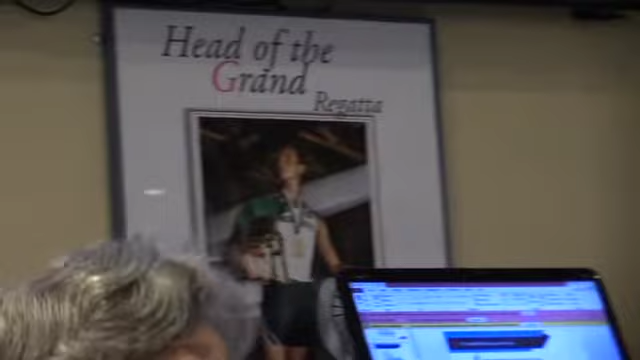 Head of the
Grand
Regatta